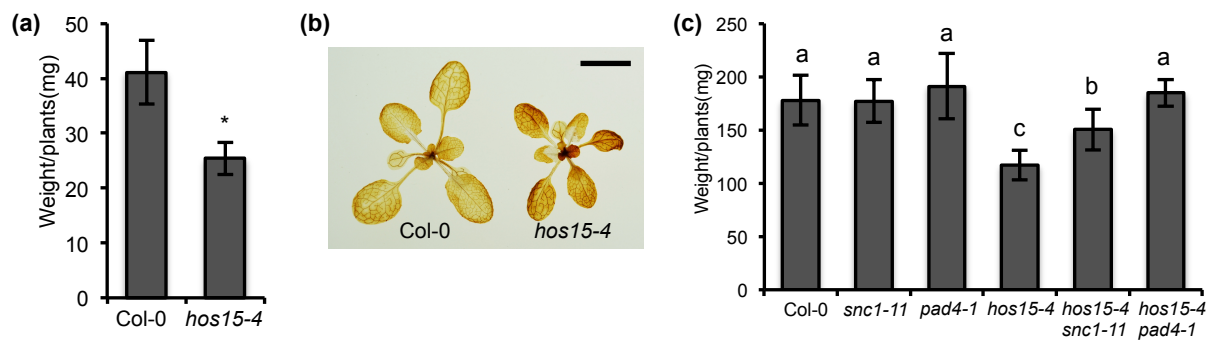 (a)
Weight/plants(mg)
50
40
30
20
10
0
*
Col-0
hos15-4
(b)
Col-0
hos15-4
(c)
Weight/plants(mg)
250
200
150
100
50
0
a
a
a
c
b
a
Col-0
snc1-11
pad4-1
hos15-4
hos15-4
snc1-11
hos15-4
pad4-1